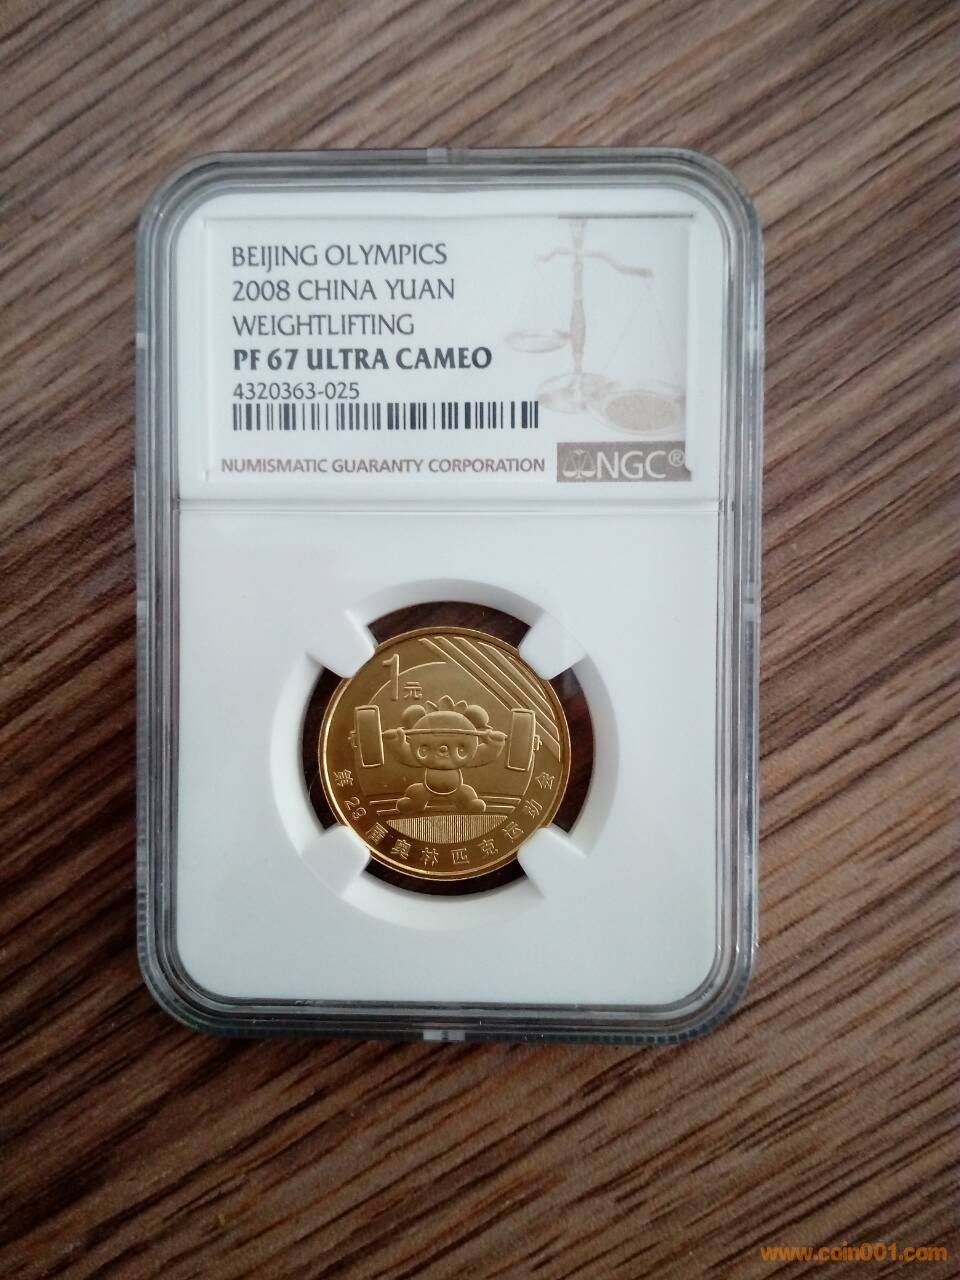 BEIJING OLYMPICS
2008 CHINA YUAN
WEIGHTLIFTING
PF 67 ULTRA CAMEO
4320363-025
NUMISMATIC GUARANTY CORPORATION
NGC®
1元
第29届奥林匹克运动会
www.coin001.com